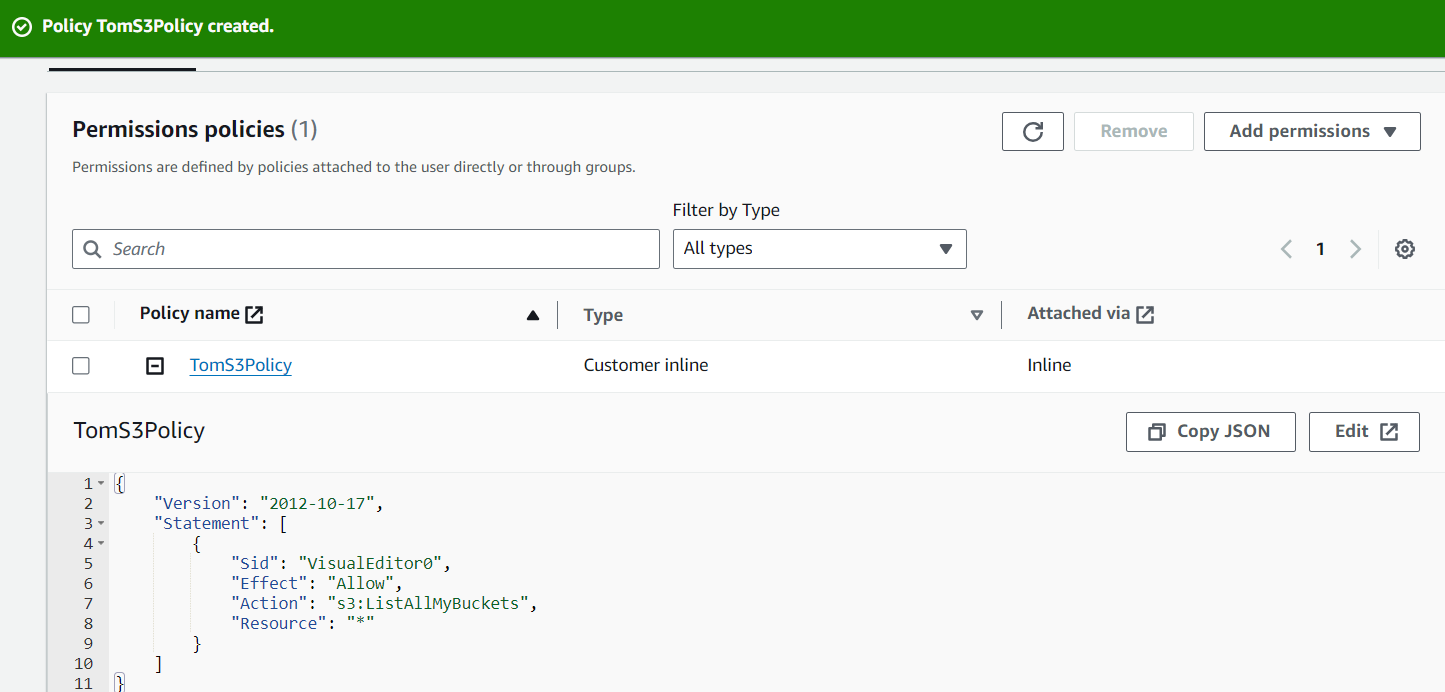 Policy TomS3Policy created.
Permissions policies (1)
Remove
Add permissions
Permissions are defined by policies attached to the user directly or through groups.
Filter by Type
Search
All types
1
Policy name
Type
Attached via
TomS3Policy
Customer inline
Inline
TomS3Policy
Copy JSON
Edit
1 {
2     "Version": "2012-10-17",
3     "Statement": [
4         {
5             "Sid": "VisualEditor0",
6             "Effect": "Allow",
7             "Action": "s3:ListAllMyBuckets",
8             "Resource": "*"
9         }
10     ]
11 }